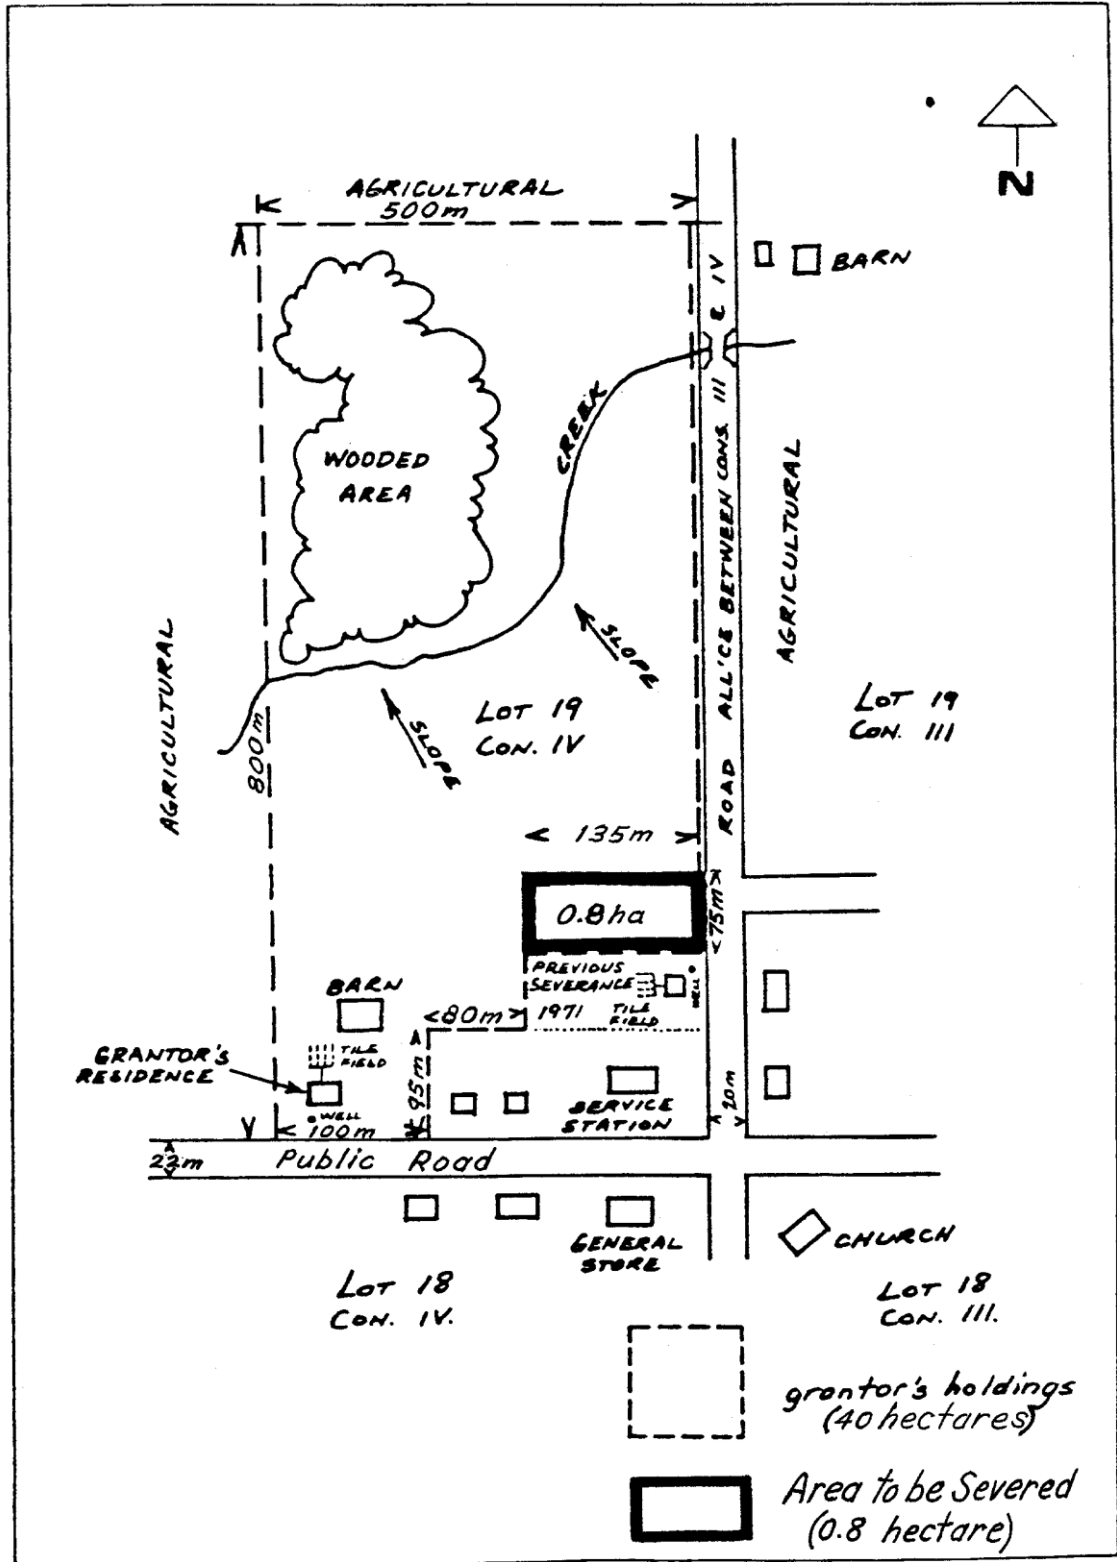 AGRICULTURAL
500m
N
BARN
ROAD ALL'CE BETWEEN CONS. III & IV
CREEK
WOODED
AREA
AGRICULTURAL
AGRICULTURAL
SLOPE
SLOPE
800m
LOT 19
CON. IV
LOT 19
CON. III
135m
0.8ha
75m
PREVIOUS
SEVERANCE
1971
TILE
FIELD
WELL
BARN
80m
GRANTOR'S
RESIDENCE
TILE
FIELD
95m
SERVICE
STATION
20m
WELL
100m
22m
Public Road
GENERAL
STORE
CHURCH
LOT 18
CON. IV.
LOT 18
CON. III.
grantor's holdings
(40 hectares)
Area to be Severed
(0.8 hectare)